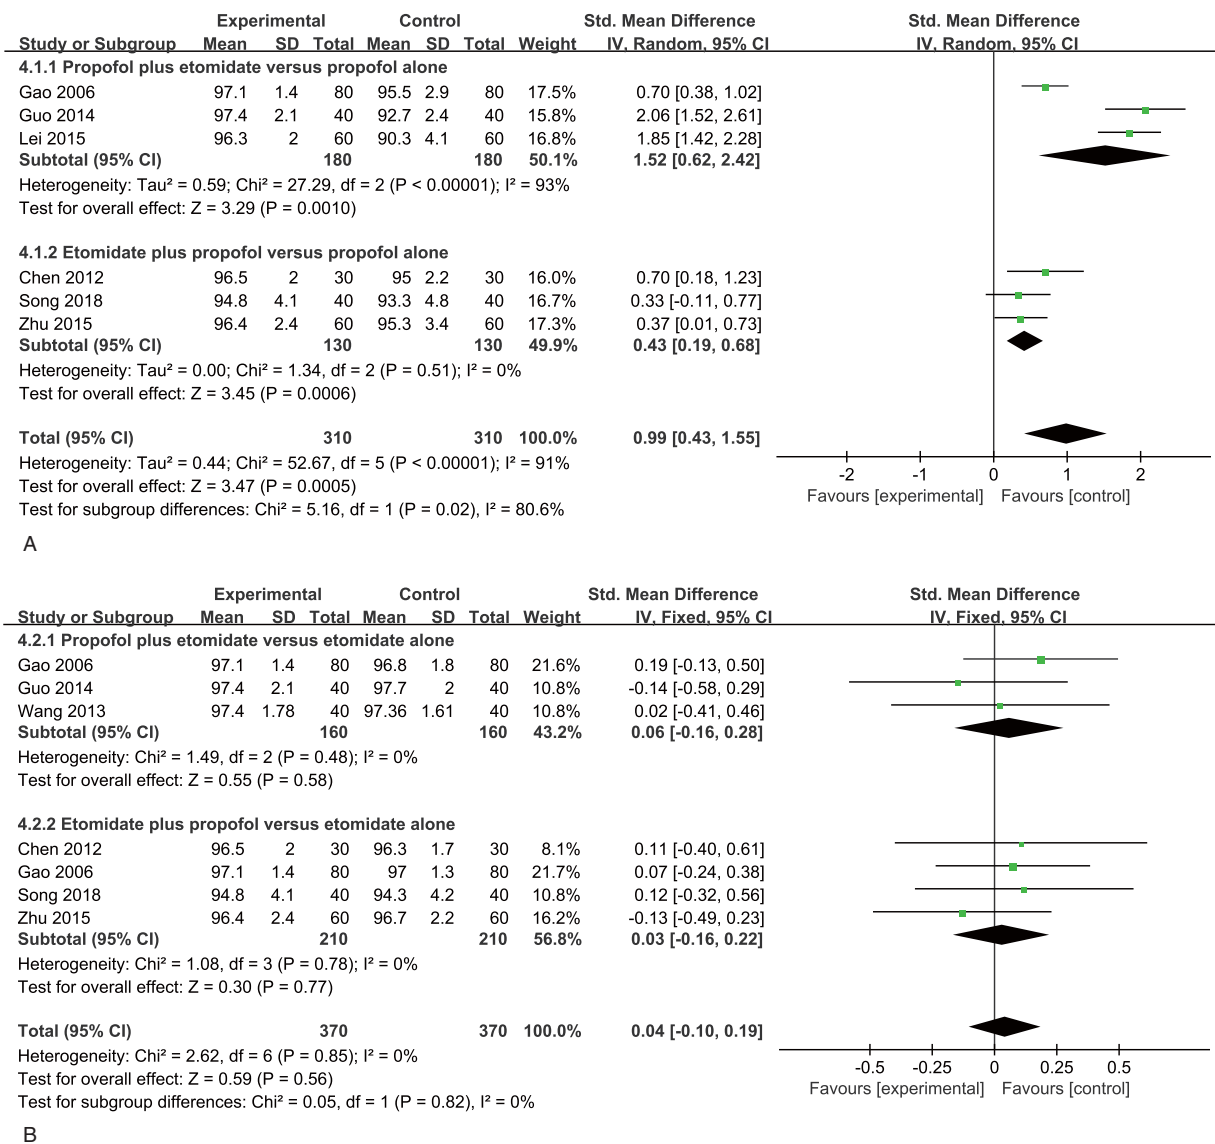 Experimental Control Std. Mean Difference Std. Mean Difference
Study or Subgroup Mean SD Total Mean SD Total Weight IV, Random, 95% CI IV, Random, 95% CI
4.1.1 Propofol plus etomidate versus propofol alone
Gao 2006 97.1 1.4 80 95.5 2.9 80 17.5% 0.70 [0.38, 1.02]
Guo 2014 97.4 2.1 40 92.7 2.4 40 15.8% 2.06 [1.52, 2.61]
Lei 2015 96.3 2 60 90.3 4.1 60 16.8% 1.85 [1.42, 2.28]
Subtotal (95% CI) 180 180 50.1% 1.52 [0.62, 2.42]
Heterogeneity: Tau² = 0.59; Chi² = 27.29, df = 2 (P < 0.00001); I² = 93%
Test for overall effect: Z = 3.29 (P = 0.0010)
4.1.2 Etomidate plus propofol versus propofol alone
Chen 2012 96.5 2 30 95 2.2 30 16.0% 0.70 [0.18, 1.23]
Song 2018 94.8 4.1 40 93.3 4.8 40 16.7% 0.33 [-0.11, 0.77]
Zhu 2015 96.4 2.4 60 95.3 3.4 60 17.3% 0.37 [0.01, 0.73]
Subtotal (95% CI) 130 130 49.9% 0.43 [0.19, 0.68]
Heterogeneity: Tau² = 0.00; Chi² = 1.34, df = 2 (P = 0.51); I² = 0%
Test for overall effect: Z = 3.45 (P = 0.0006)
Total (95% CI) 310 310 100.0% 0.99 [0.43, 1.55]
Heterogeneity: Tau² = 0.44; Chi² = 52.67, df = 5 (P < 0.00001); I² = 91%
Test for overall effect: Z = 3.47 (P = 0.0005)
Test for subgroup differences: Chi² = 5.16, df = 1 (P = 0.02), I² = 80.6%
-2 -1 0 1 2
Favours [experimental] Favours [control]
A
Experimental Control Std. Mean Difference Std. Mean Difference
Study or Subgroup Mean SD Total Mean SD Total Weight IV, Fixed, 95% CI IV, Fixed, 95% CI
4.2.1 Propofol plus etomidate versus etomidate alone
Gao 2006 97.1 1.4 80 96.8 1.8 80 21.6% 0.19 [-0.13, 0.50]
Guo 2014 97.4 2.1 40 97.7 2 40 10.8% -0.14 [-0.58, 0.29]
Wang 2013 97.4 1.78 40 97.36 1.61 40 10.8% 0.02 [-0.41, 0.46]
Subtotal (95% CI) 160 160 43.2% 0.06 [-0.16, 0.28]
Heterogeneity: Chi² = 1.49, df = 2 (P = 0.48); I² = 0%
Test for overall effect: Z = 0.55 (P = 0.58)
4.2.2 Etomidate plus propofol versus etomidate alone
Chen 2012 96.5 2 30 96.3 1.7 30 8.1% 0.11 [-0.40, 0.61]
Gao 2006 97.1 1.4 80 97 1.3 80 21.7% 0.07 [-0.24, 0.38]
Song 2018 94.8 4.1 40 94.3 4.2 40 10.8% 0.12 [-0.32, 0.56]
Zhu 2015 96.4 2.4 60 96.7 2.2 60 16.2% -0.13 [-0.49, 0.23]
Subtotal (95% CI) 210 210 56.8% 0.03 [-0.16, 0.22]
Heterogeneity: Chi² = 1.08, df = 3 (P = 0.78); I² = 0%
Test for overall effect: Z = 0.30 (P = 0.77)
Total (95% CI) 370 370 100.0% 0.04 [-0.10, 0.19]
Heterogeneity: Chi² = 2.62, df = 6 (P = 0.85); I² = 0%
Test for overall effect: Z = 0.59 (P = 0.56)
Test for subgroup differences: Chi² = 0.05, df = 1 (P = 0.82), I² = 0%
-0.5 -0.25 0 0.25 0.5
Favours [experimental] Favours [control]
B